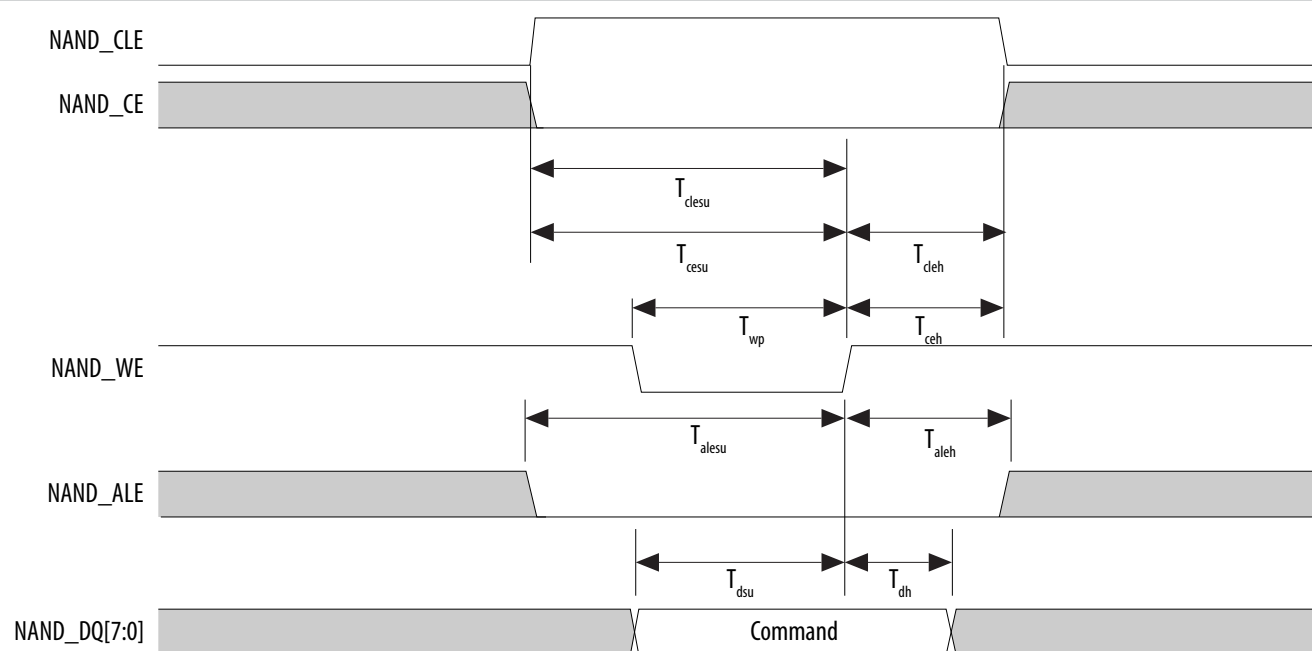 NAND_CLE
NAND_CE
T_clesu
T_cesu T_cleh
T_wp T_ceh
NAND_WE
T_alesu T_aleh
NAND_ALE
T_dsu T_dh
NAND_DQ[7:0] Command